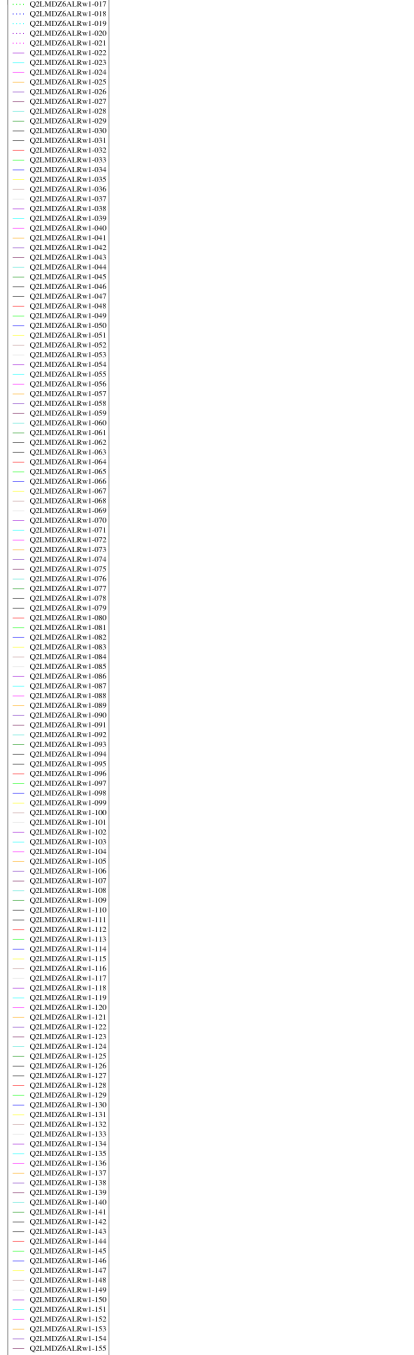 Q2LMDZ6ALRw1-017
Q2LMDZ6ALRw1-018
Q2LMDZ6ALRw1-019
Q2LMDZ6ALRw1-020
Q2LMDZ6ALRw1-021
Q2LMDZ6ALRw1-022
Q2LMDZ6ALRw1-023
Q2LMDZ6ALRw1-024
Q2LMDZ6ALRw1-025
Q2LMDZ6ALRw1-026
Q2LMDZ6ALRw1-027
Q2LMDZ6ALRw1-028
Q2LMDZ6ALRw1-029
Q2LMDZ6ALRw1-030
Q2LMDZ6ALRw1-031
Q2LMDZ6ALRw1-032
Q2LMDZ6ALRw1-033
Q2LMDZ6ALRw1-034
Q2LMDZ6ALRw1-035
Q2LMDZ6ALRw1-036
Q2LMDZ6ALRw1-037
Q2LMDZ6ALRw1-038
Q2LMDZ6ALRw1-039
Q2LMDZ6ALRw1-040
Q2LMDZ6ALRw1-041
Q2LMDZ6ALRw1-042
Q2LMDZ6ALRw1-043
Q2LMDZ6ALRw1-044
Q2LMDZ6ALRw1-045
Q2LMDZ6ALRw1-046
Q2LMDZ6ALRw1-047
Q2LMDZ6ALRw1-048
Q2LMDZ6ALRw1-049
Q2LMDZ6ALRw1-050
Q2LMDZ6ALRw1-051
Q2LMDZ6ALRw1-052
Q2LMDZ6ALRw1-053
Q2LMDZ6ALRw1-054
Q2LMDZ6ALRw1-055
Q2LMDZ6ALRw1-056
Q2LMDZ6ALRw1-057
Q2LMDZ6ALRw1-058
Q2LMDZ6ALRw1-059
Q2LMDZ6ALRw1-060
Q2LMDZ6ALRw1-061
Q2LMDZ6ALRw1-062
Q2LMDZ6ALRw1-063
Q2LMDZ6ALRw1-064
Q2LMDZ6ALRw1-065
Q2LMDZ6ALRw1-066
Q2LMDZ6ALRw1-067
Q2LMDZ6ALRw1-068
Q2LMDZ6ALRw1-069
Q2LMDZ6ALRw1-070
Q2LMDZ6ALRw1-071
Q2LMDZ6ALRw1-072
Q2LMDZ6ALRw1-073
Q2LMDZ6ALRw1-074
Q2LMDZ6ALRw1-075
Q2LMDZ6ALRw1-076
Q2LMDZ6ALRw1-077
Q2LMDZ6ALRw1-078
Q2LMDZ6ALRw1-079
Q2LMDZ6ALRw1-080
Q2LMDZ6ALRw1-081
Q2LMDZ6ALRw1-082
Q2LMDZ6ALRw1-083
Q2LMDZ6ALRw1-084
Q2LMDZ6ALRw1-085
Q2LMDZ6ALRw1-086
Q2LMDZ6ALRw1-087
Q2LMDZ6ALRw1-088
Q2LMDZ6ALRw1-089
Q2LMDZ6ALRw1-090
Q2LMDZ6ALRw1-091
Q2LMDZ6ALRw1-092
Q2LMDZ6ALRw1-093
Q2LMDZ6ALRw1-094
Q2LMDZ6ALRw1-095
Q2LMDZ6ALRw1-096
Q2LMDZ6ALRw1-097
Q2LMDZ6ALRw1-098
Q2LMDZ6ALRw1-099
Q2LMDZ6ALRw1-100
Q2LMDZ6ALRw1-101
Q2LMDZ6ALRw1-102
Q2LMDZ6ALRw1-103
Q2LMDZ6ALRw1-104
Q2LMDZ6ALRw1-105
Q2LMDZ6ALRw1-106
Q2LMDZ6ALRw1-107
Q2LMDZ6ALRw1-108
Q2LMDZ6ALRw1-109
Q2LMDZ6ALRw1-110
Q2LMDZ6ALRw1-111
Q2LMDZ6ALRw1-112
Q2LMDZ6ALRw1-113
Q2LMDZ6ALRw1-114
Q2LMDZ6ALRw1-115
Q2LMDZ6ALRw1-116
Q2LMDZ6ALRw1-117
Q2LMDZ6ALRw1-118
Q2LMDZ6ALRw1-119
Q2LMDZ6ALRw1-120
Q2LMDZ6ALRw1-121
Q2LMDZ6ALRw1-122
Q2LMDZ6ALRw1-123
Q2LMDZ6ALRw1-124
Q2LMDZ6ALRw1-125
Q2LMDZ6ALRw1-126
Q2LMDZ6ALRw1-127
Q2LMDZ6ALRw1-128
Q2LMDZ6ALRw1-129
Q2LMDZ6ALRw1-130
Q2LMDZ6ALRw1-131
Q2LMDZ6ALRw1-132
Q2LMDZ6ALRw1-133
Q2LMDZ6ALRw1-134
Q2LMDZ6ALRw1-135
Q2LMDZ6ALRw1-136
Q2LMDZ6ALRw1-137
Q2LMDZ6ALRw1-138
Q2LMDZ6ALRw1-139
Q2LMDZ6ALRw1-140
Q2LMDZ6ALRw1-141
Q2LMDZ6ALRw1-142
Q2LMDZ6ALRw1-143
Q2LMDZ6ALRw1-144
Q2LMDZ6ALRw1-145
Q2LMDZ6ALRw1-146
Q2LMDZ6ALRw1-147
Q2LMDZ6ALRw1-148
Q2LMDZ6ALRw1-149
Q2LMDZ6ALRw1-150
Q2LMDZ6ALRw1-151
Q2LMDZ6ALRw1-152
Q2LMDZ6ALRw1-153
Q2LMDZ6ALRw1-154
Q2LMDZ6ALRw1-155